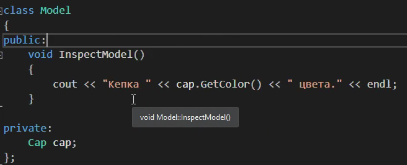 class Model
{
public:
    void InspectModel()
    {
        cout << "Кепка " << cap.GetColor() << " цвета." << endl;
    }
void Model::InspectModel()
private:
    Cap cap;
};